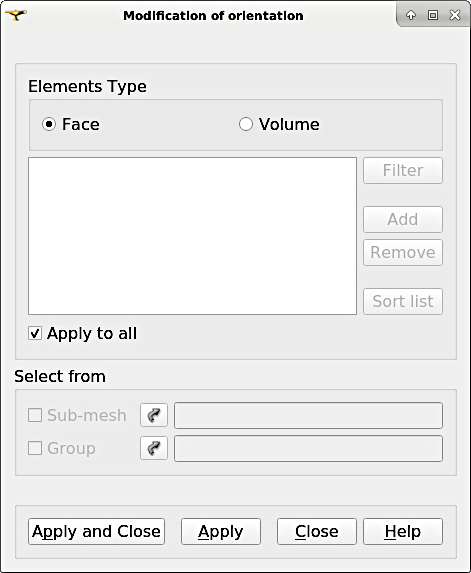 Modification of orientation
Elements Type
Face Volume
Filter
Add
Remove
Sort list
Apply to all
Select from
Sub-mesh
Group
Apply and Close Apply Close Help